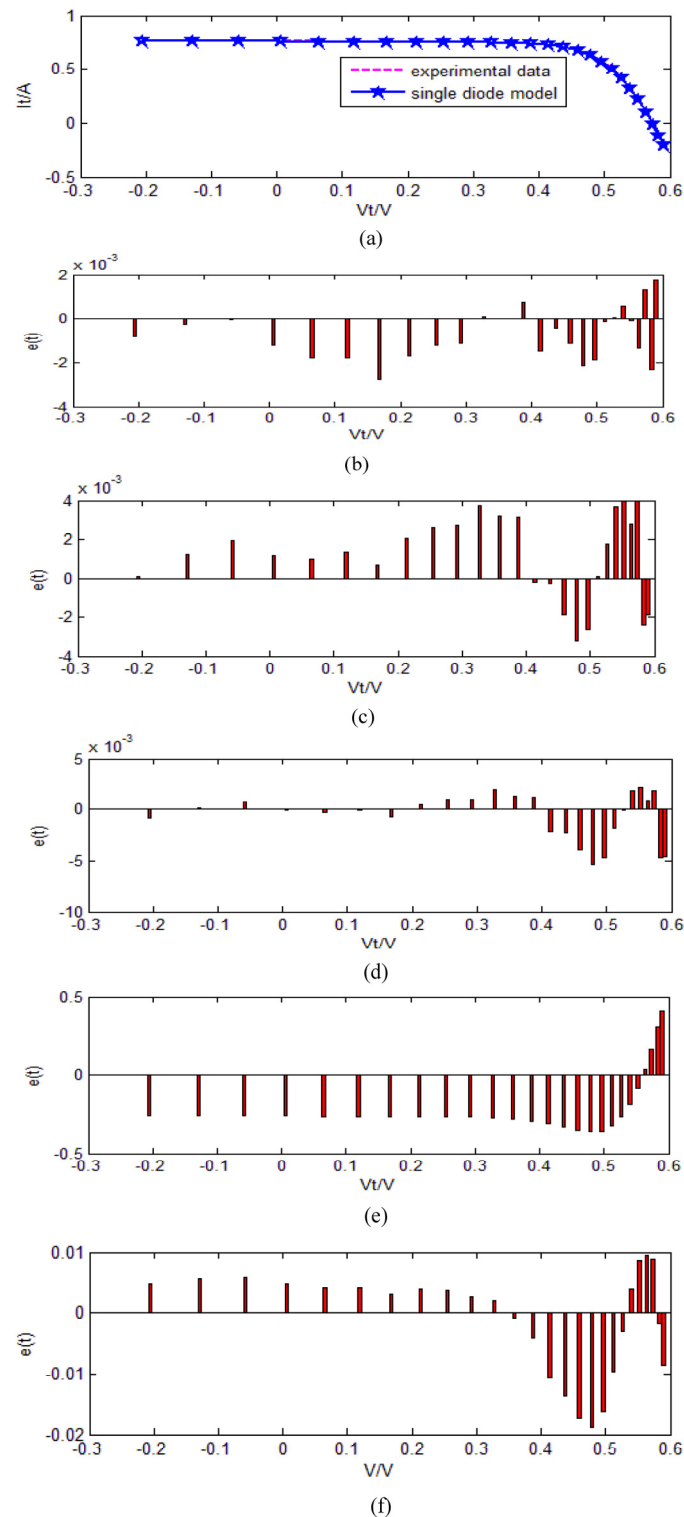 1
0.5
0
-0.5
It/A
experimental data
single diode model
-0.3 -0.2 -0.1 0 0.1 0.2 0.3 0.4 0.5 0.6
Vt/V
(a)
× 10⁻³
2
0
-2
-4
e(t)
-0.3 -0.2 -0.1 0 0.1 0.2 0.3 0.4 0.5 0.6
Vt/V
(b)
× 10⁻³
4
2
0
-2
-4
e(t)
-0.3 -0.2 -0.1 0 0.1 0.2 0.3 0.4 0.5 0.6
Vt/V
(c)
× 10⁻³
5
0
-5
-10
e(t)
-0.3 -0.2 -0.1 0 0.1 0.2 0.3 0.4 0.5 0.6
Vt/V
(d)
0.5
0
-0.5
e(t)
-0.3 -0.2 -0.1 0 0.1 0.2 0.3 0.4 0.5 0.6
Vt/V
(e)
0.01
0
-0.01
-0.02
e(t)
-0.3 -0.2 -0.1 0 0.1 0.2 0.3 0.4 0.5 0.6
V/V
(f)